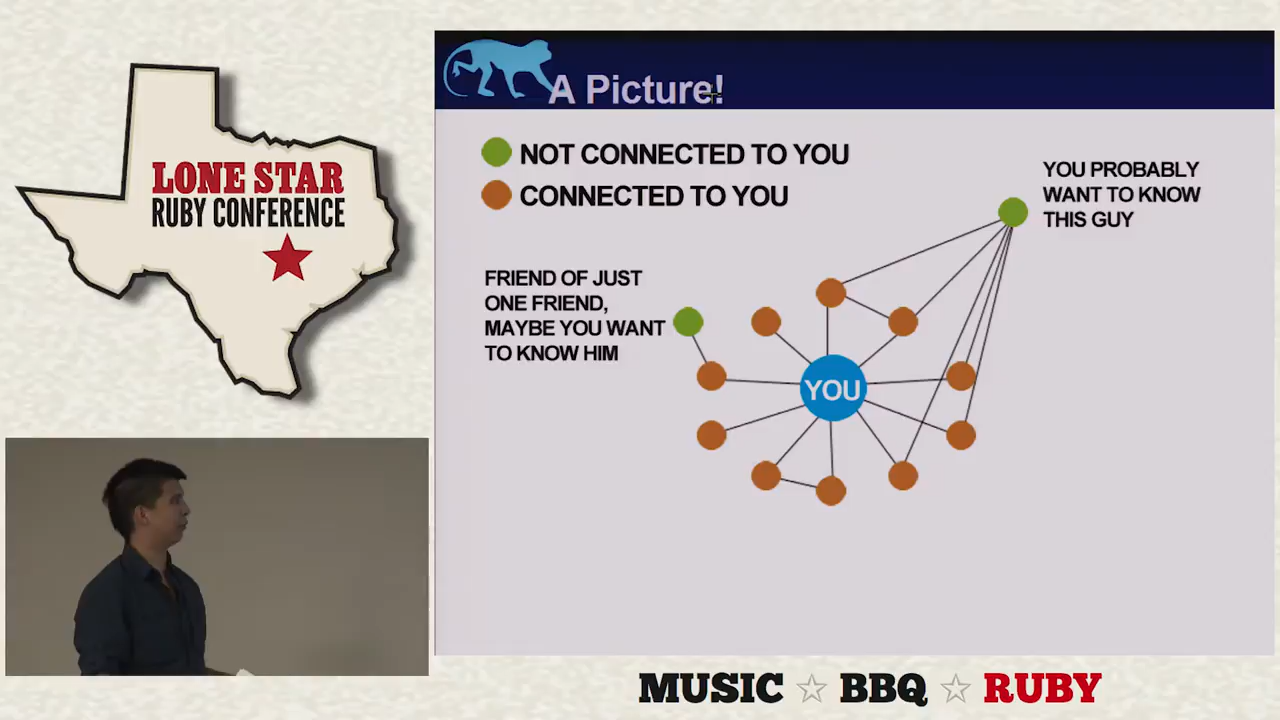 LONE STAR
RUBY CONFERENCE
A Picture!
NOT CONNECTED TO YOU
CONNECTED TO YOU
YOU PROBABLY
WANT TO KNOW
THIS GUY
FRIEND OF JUST
ONE FRIEND,
MAYBE YOU WANT
TO KNOW HIM
YOU
MUSIC ☆ BBQ ☆ RUBY